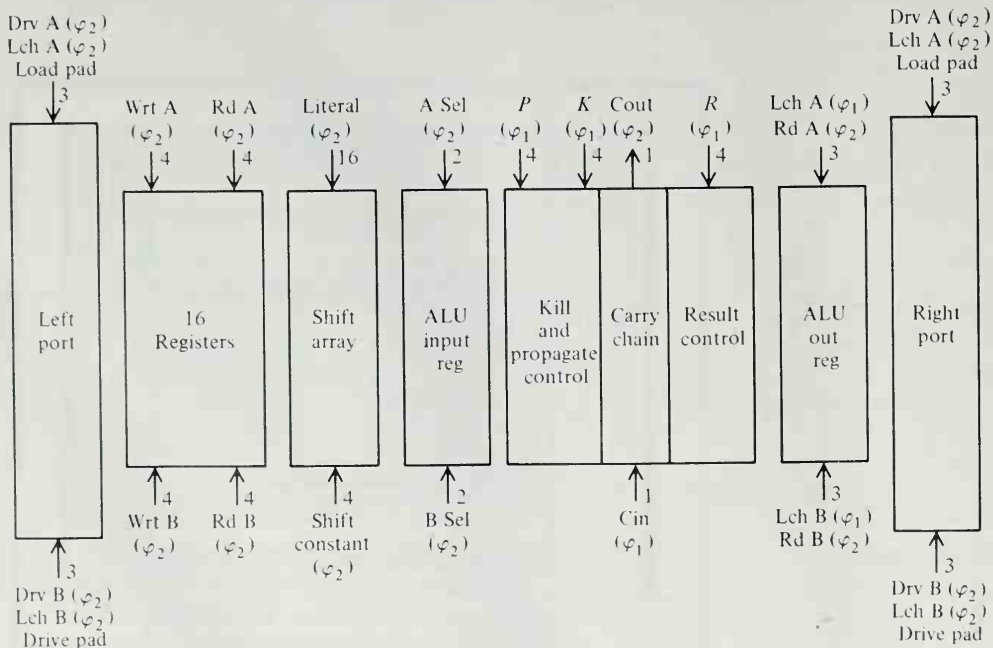 Drv A (φ₂)
Lch A (φ₂)
Load pad
3
Wrt A
(φ₂)
4
Rd A
(φ₂)
4
Literal
(φ₂)
16
A Sel
(φ₂)
2
P
(φ₁)
4
K
(φ₁)
4
Cout
(φ₂)
1
R
(φ₁)
4
Lch A (φ₁)
Rd A (φ₂)
3
Drv A (φ₂)
Lch A (φ₂)
Load pad
3
Left
port
16
Registers
Shift
array
ALU
input
reg
Kill
and
propagate
control
Carry
chain
Result
control
ALU
out
reg
Right
port
4
Wrt B
(φ₂)
4
Rd B
(φ₂)
4
Shift
constant
(φ₂)
2
B Sel
(φ₂)
1
Cin
(φ₁)
3
Lch B (φ₁)
Rd B (φ₂)
3
Drv B (φ₂)
Lch B (φ₂)
Drive pad
3
Drv B (φ₂)
Lch B (φ₂)
Drive pad